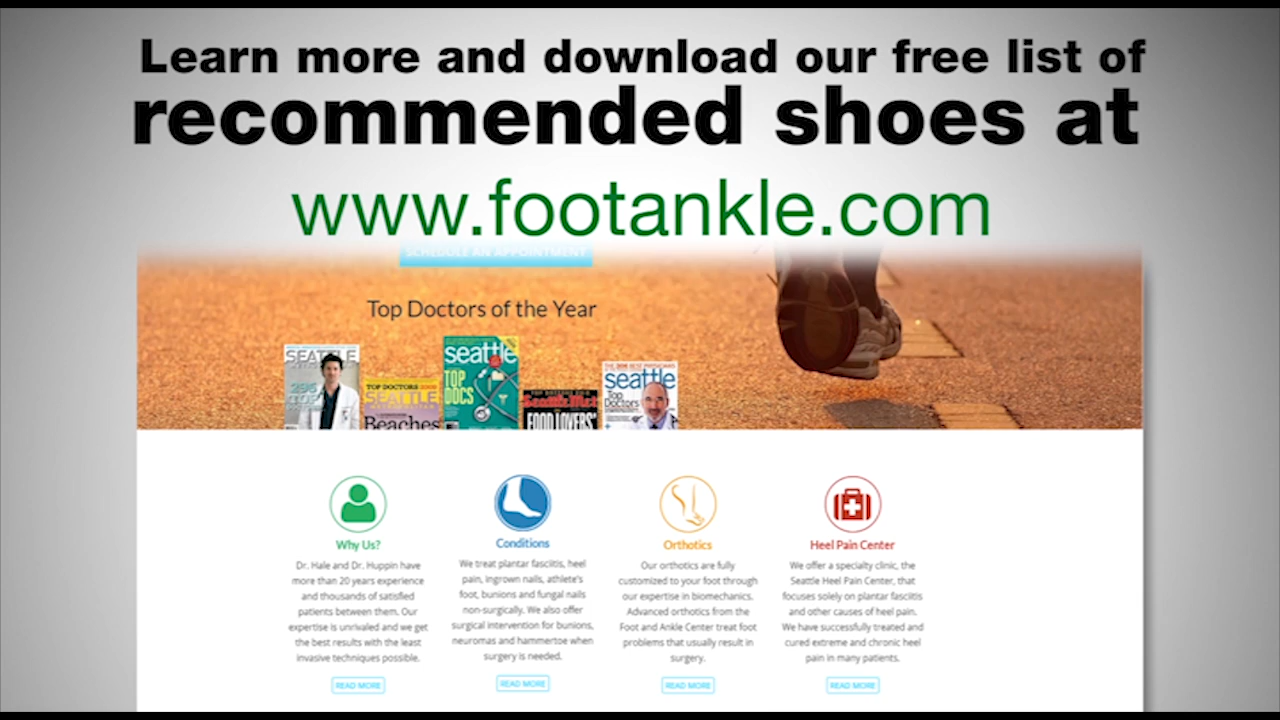 Learn more and download our free list of
recommended shoes at
www.footankle.com
SCHEDULE AN APPOINTMENT
Top Doctors of the Year
SEATTLE
TOP DOCTORS
SEATTLE
Beaches
seattle
TOP
DOCS
Seattle Met
FOOD LOVERS'
seattle
Top
Doctors
Why Us?
Dr. Hale and Dr. Huppin have
more than 20 years experience
and thousands of satisfied
patients between them. Our
expertise is unrivaled and we get
the best results with the least
invasive techniques possible.
READ MORE
Conditions
We treat plantar fasciitis, heel
pain, ingrown nails, athlete's
foot, bunions and fungal nails
non-surgically. We also offer
surgical intervention for bunions,
neuromas and hammertoe when
surgery is needed.
READ MORE
Orthotics
Our orthotics are fully
customized to your foot through
our expertise in biomechanics.
Advanced orthotics from the
Foot and Ankle Center treat foot
problems that usually result in
surgery.
READ MORE
Heel Pain Center
We offer a specialty clinic, the
Seattle Heel Pain Center, that
focuses solely on plantar fasciitis
and other causes of heel pain.
We have successfully treated and
cured extreme and chronic heel
pain in many patients.
READ MORE